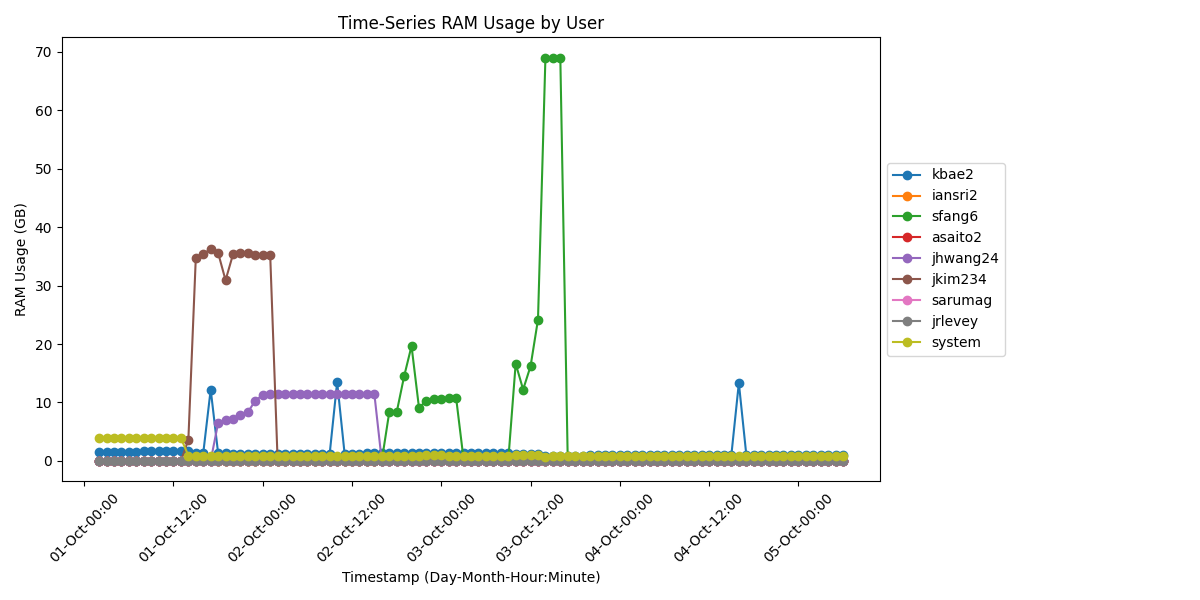 Time-Series RAM Usage by User
RAM Usage (GB)
70
60
50
40
30
20
10
0
01-Oct-00:00
01-Oct-12:00
02-Oct-00:00
02-Oct-12:00
03-Oct-00:00
03-Oct-12:00
04-Oct-00:00
04-Oct-12:00
05-Oct-00:00
Timestamp (Day-Month-Hour:Minute)
kbae2
iansri2
sfang6
asaito2
jhwang24
jkim234
sarumag
jrlevey
system